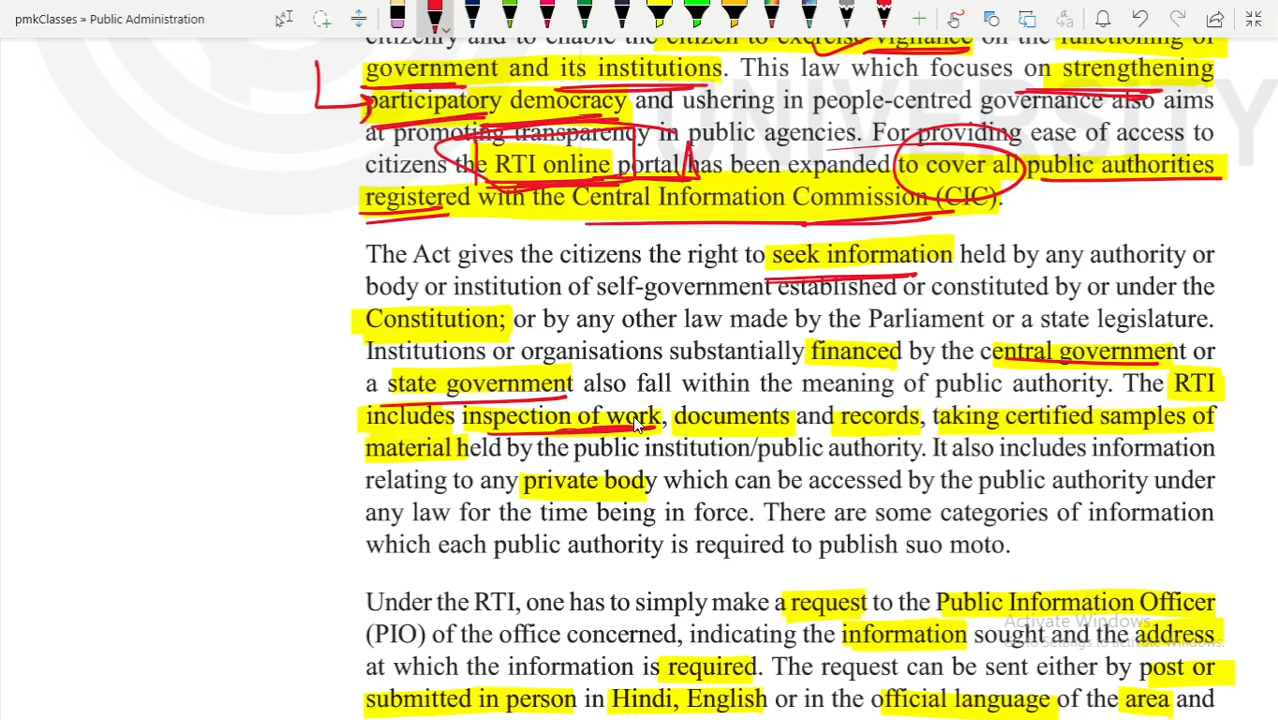 pmkClasses » Public Administration
citizenry and to enable the citizen to exercise vigilance on the functioning of
government and its institutions. This law which focuses on strengthening
participatory democracy and ushering in people-centred governance also aims
at promoting transparency in public agencies. For providing ease of access to
citizens the RTI online portal has been expanded to cover all public authorities
registered with the Central Information Commission (CIC).
The Act gives the citizens the right to seek information held by any authority or
body or institution of self-government established or constituted by or under the
Constitution; or by any other law made by the Parliament or a state legislature.
Institutions or organisations substantially financed by the central government or
a state government also fall within the meaning of public authority. The RTI
includes inspection of work, documents and records, taking certified samples of
material held by the public institution/public authority. It also includes information
relating to any private body which can be accessed by the public authority under
any law for the time being in force. There are some categories of information
which each public authority is required to publish suo moto.
Under the RTI, one has to simply make a request to the Public Information Officer
(PIO) of the office concerned, indicating the information sought and the address
at which the information is required. The request can be sent either by post or
submitted in person in Hindi, English or in the official language of the area and
UNIVERSITY
Activate Windows
Go to Settings to activate Windows.